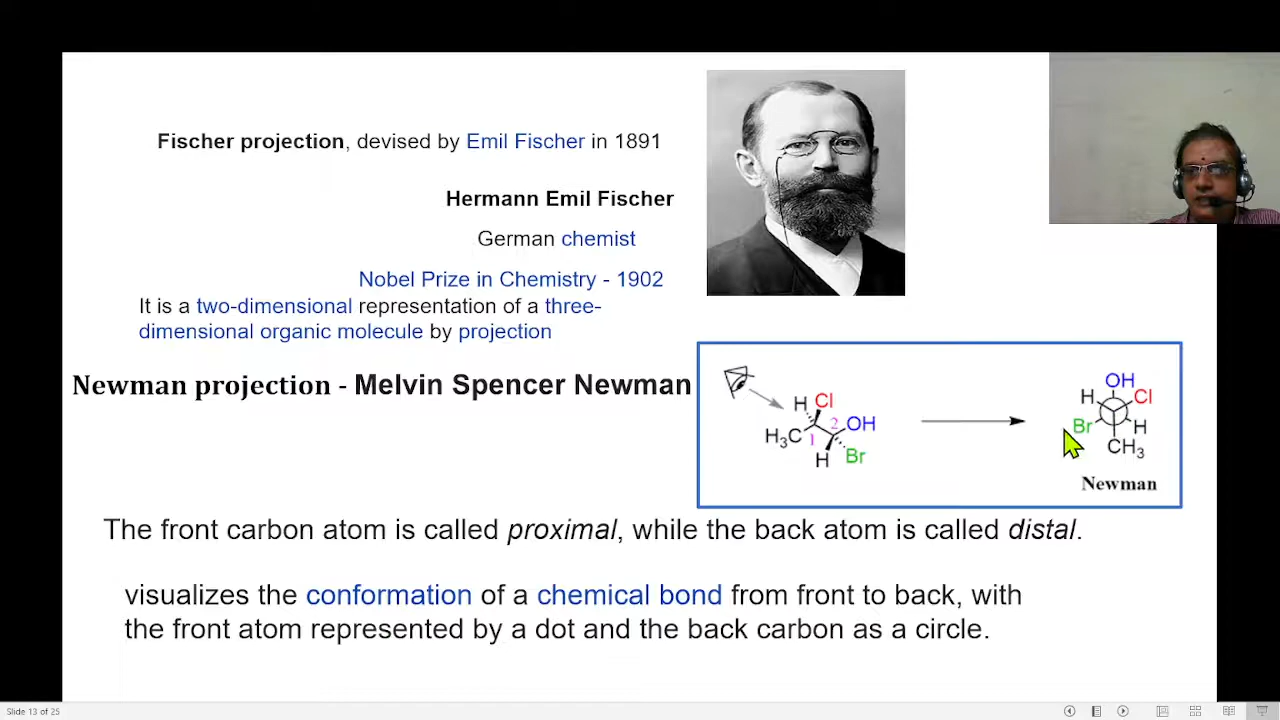 Fischer projection, devised by Emil Fischer in 1891
Hermann Emil Fischer
German chemist
Nobel Prize in Chemistry - 1902
It is a two-dimensional representation of a three-
dimensional organic molecule by projection
Newman projection - Melvin Spencer Newman
H Cl
H₃C 1 2 OH
H Br
OH
H Cl
Br H
CH₃
Newman
The front carbon atom is called proximal, while the back atom is called distal.
visualizes the conformation of a chemical bond from front to back, with
the front atom represented by a dot and the back carbon as a circle.
Slide 13 of 25